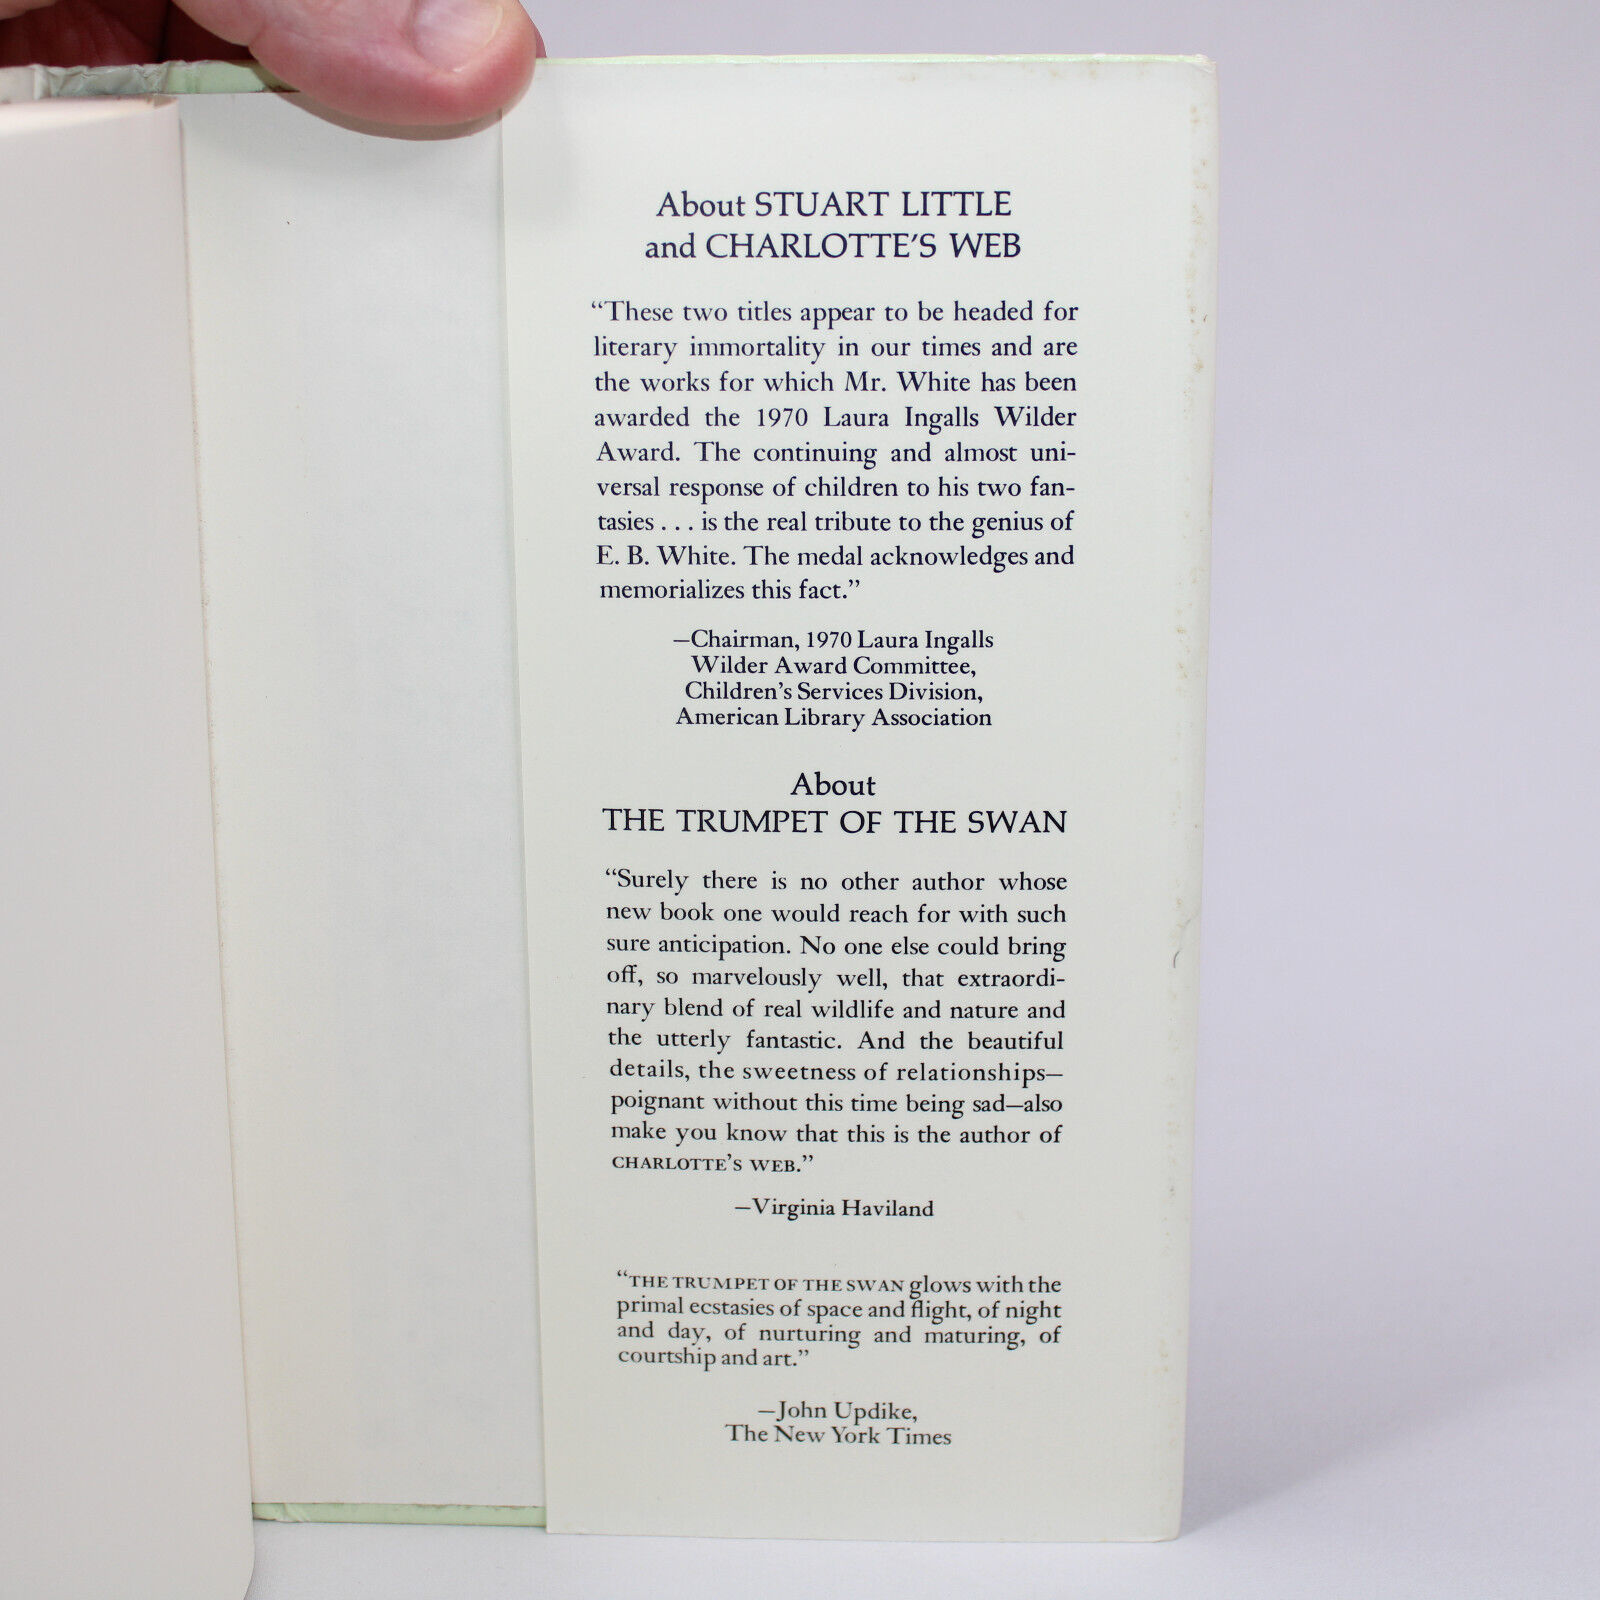 About STUART LITTLE
and CHARLOTTE'S WEB
“These two titles appear to be headed for
literary immortality in our times and are
the works for which Mr. White has been
awarded the 1970 Laura Ingalls Wilder
Award. The continuing and almost uni-
versal response of children to his two fan-
tasies . . . is the real tribute to the genius of
E. B. White. The medal acknowledges and
memorializes this fact.”
—Chairman, 1970 Laura Ingalls
Wilder Award Committee,
Children's Services Division,
American Library Association
About
THE TRUMPET OF THE SWAN
“Surely there is no other author whose
new book one would reach for with such
sure anticipation. No one else could bring
off, so marvelously well, that extraordi-
nary blend of real wildlife and nature and
the utterly fantastic. And the beautiful
details, the sweetness of relationships—
poignant without this time being sad—also
make you know that this is the author of
CHARLOTTE'S WEB.”
—Virginia Haviland
“THE TRUMPET OF THE SWAN glows with the
primal ecstasies of space and flight, of night
and day, of nurturing and maturing, of
courtship and art.”
—John Updike,
The New York Times